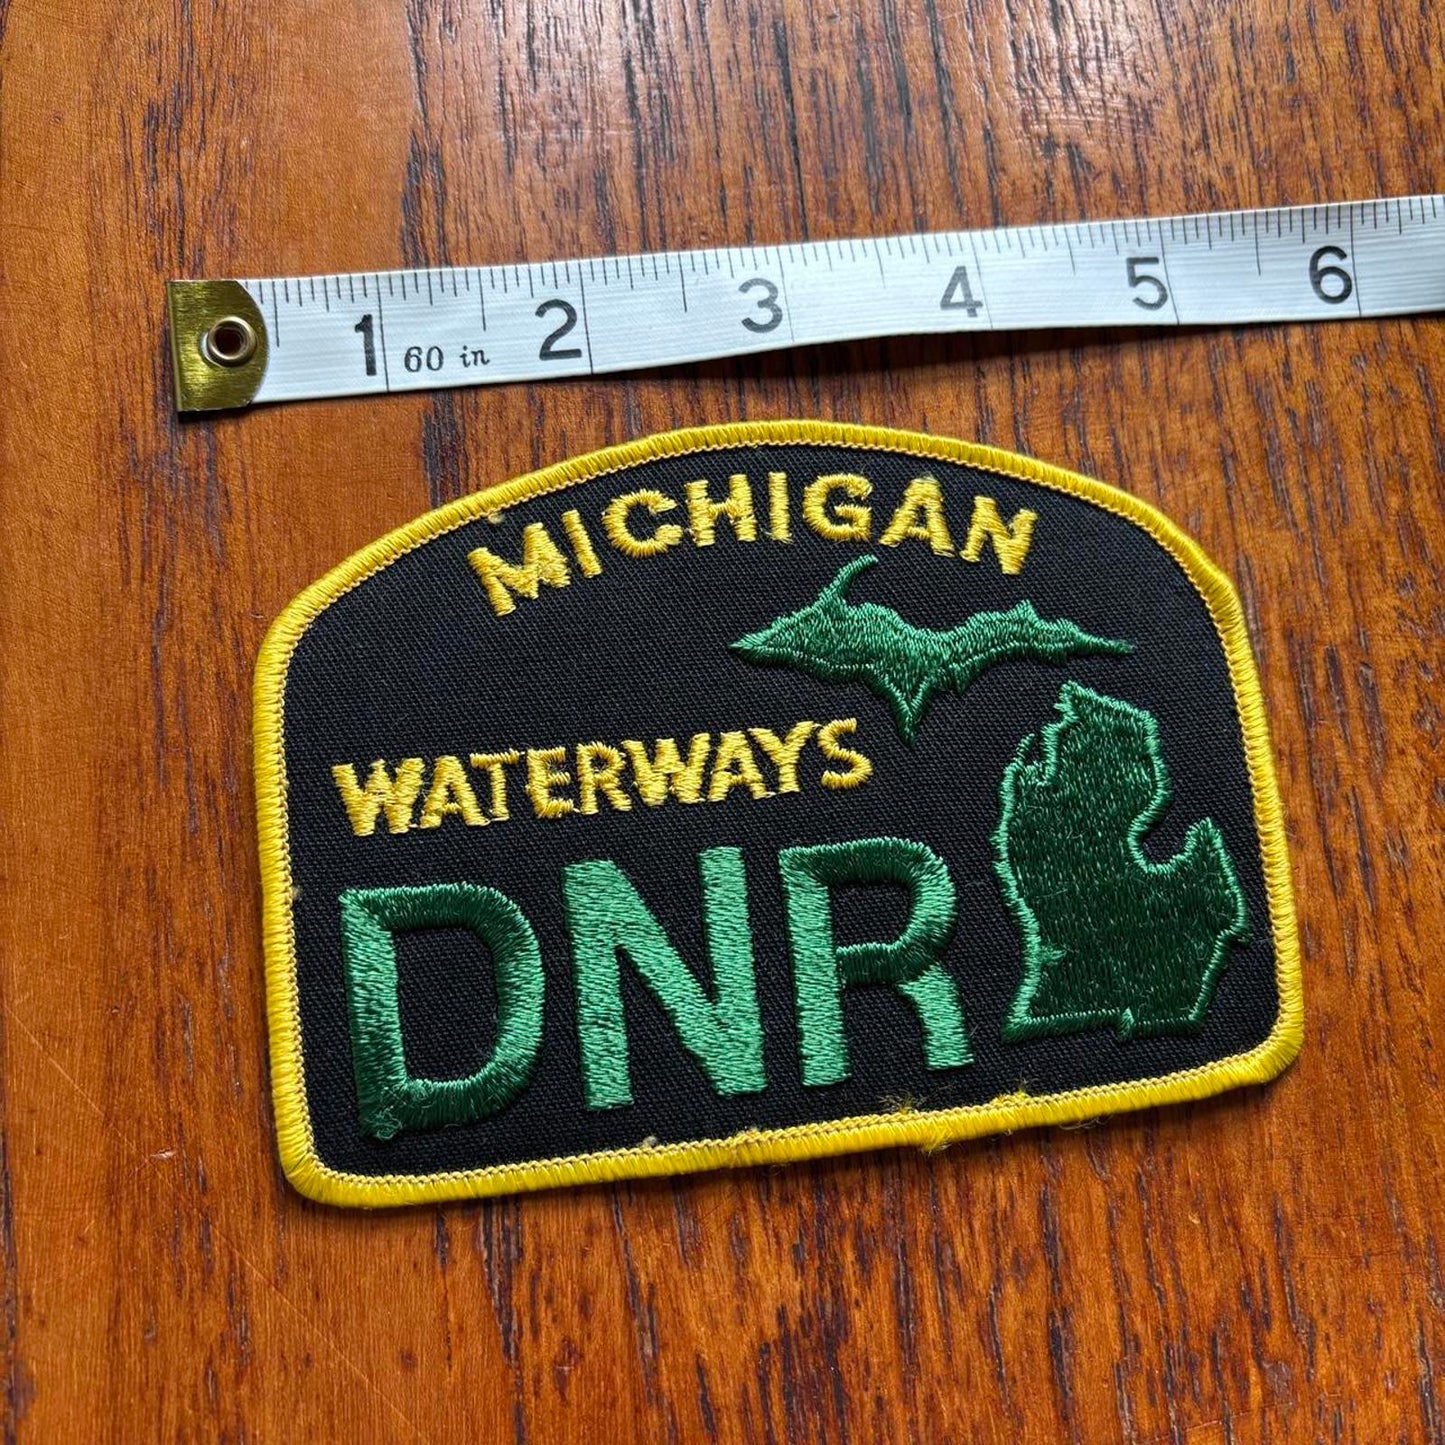 1 60 in 2 3 4 5 6
MICHIGAN
WATERWAYS
DNR